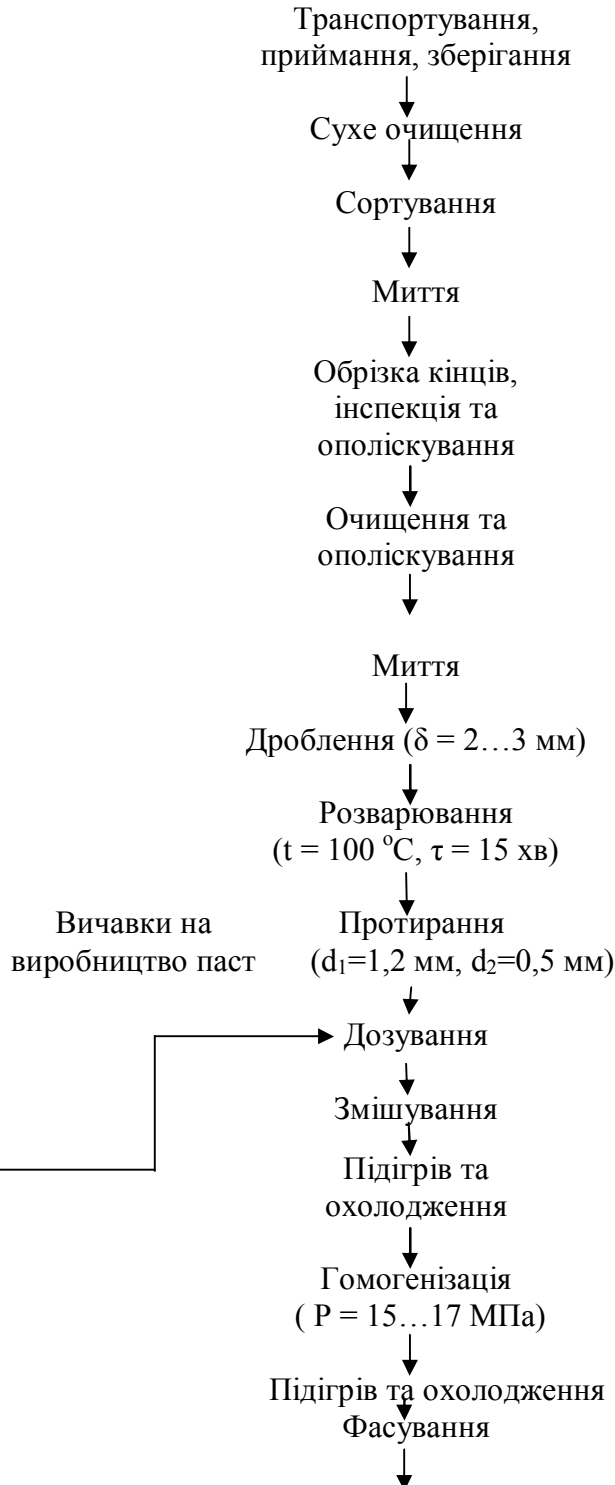 Транспортування,
приймання, зберігання
Сухе очищення
Сортування
Миття
Обрізка кінців,
інспекція та
ополіскування
Очищення та
ополіскування
Миття
Дроблення (δ = 2…3 мм)
Розварювання
(t = 100 °С, τ = 15 хв)
Вичавки на
виробництво паст
Протирання
(d₁=1,2 мм, d₂=0,5 мм)
Дозування
Змішування
Підігрів та
охолодження
Гомогенізація
( Р = 15…17 МПа)
Підігрів та охолодження
Фасування